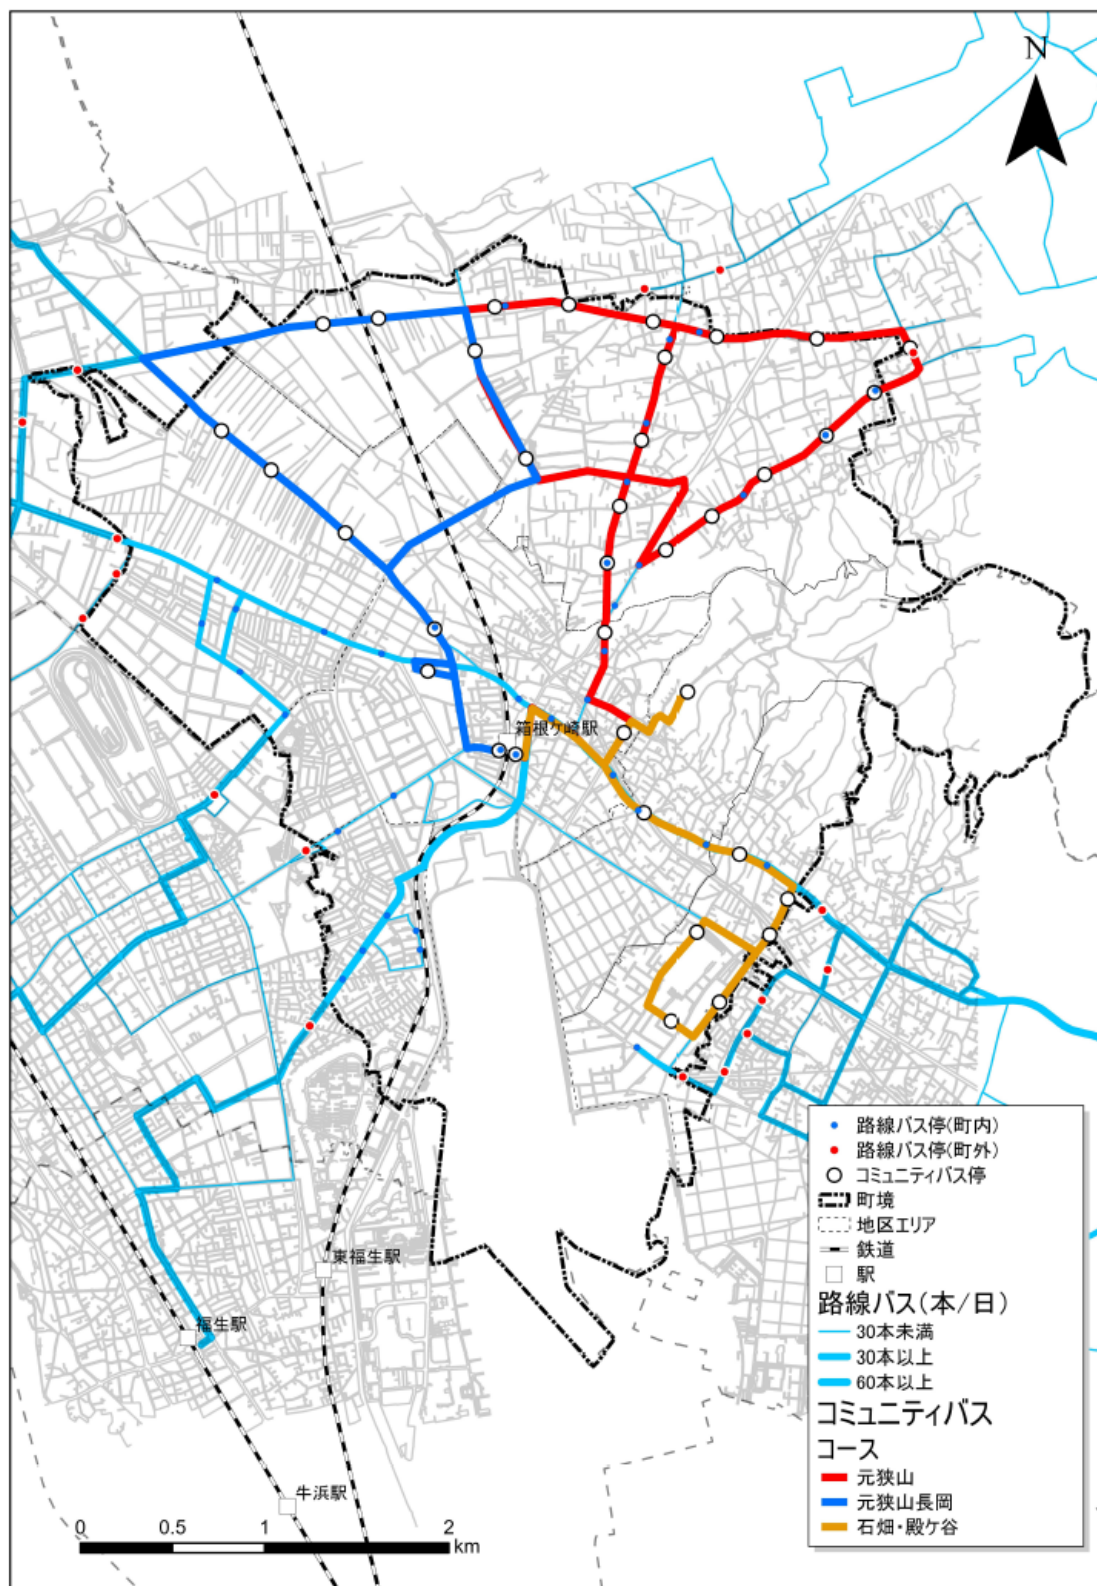 N
箱根ケ崎駅
東福生駅
福生駅
牛浜駅
0 0.5 1 2
km
路線バス停(町内)
路線バス停(町外)
コミュニティバス停
町境
地区エリア
鉄道
駅
路線バス(本/日)
30本未満
30本以上
60本以上
コミュニティバス
コース
元狭山
元狭山長岡
石畑・殿ケ谷